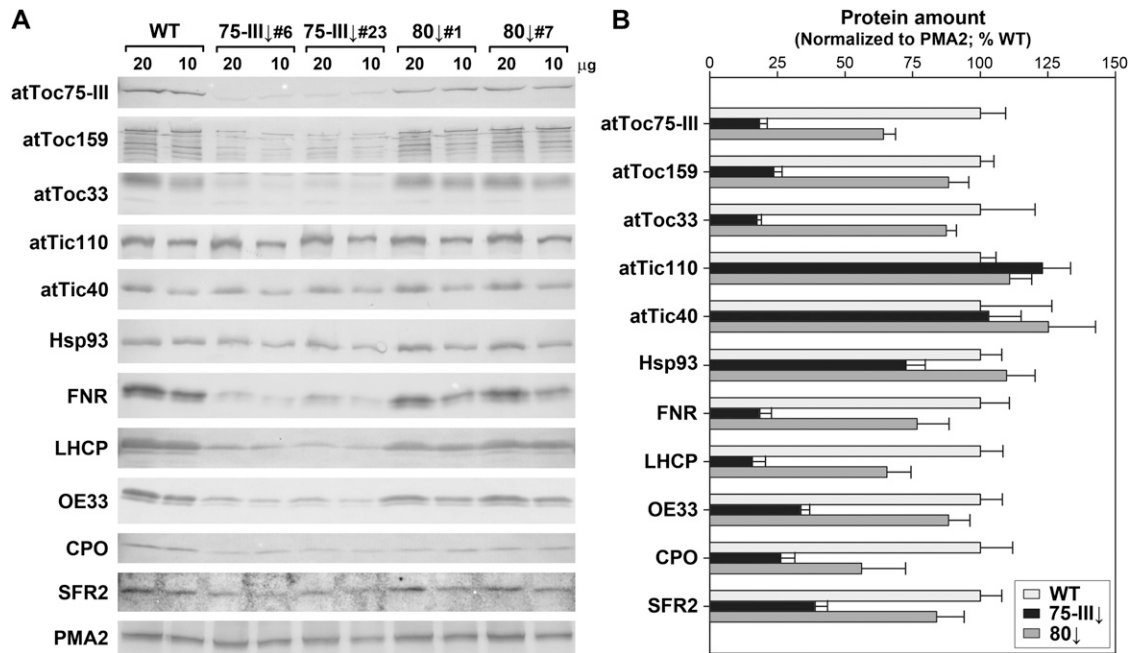 A
WT 75-III↓#6 75-III↓#23 80↓#1 80↓#7
20 10 20 10 20 10 20 10 20 10 μg
atToc75-III
atToc159
atToc33
atTic110
atTic40
Hsp93
FNR
LHCP
OE33
CPO
SFR2
PMA2
B
Protein amount
(Normalized to PMA2; % WT)
0 25 50 75 100 125 150
atToc75-III
atToc159
atToc33
atTic110
atTic40
Hsp93
FNR
LHCP
OE33
CPO
SFR2
WT
75-III↓
80↓